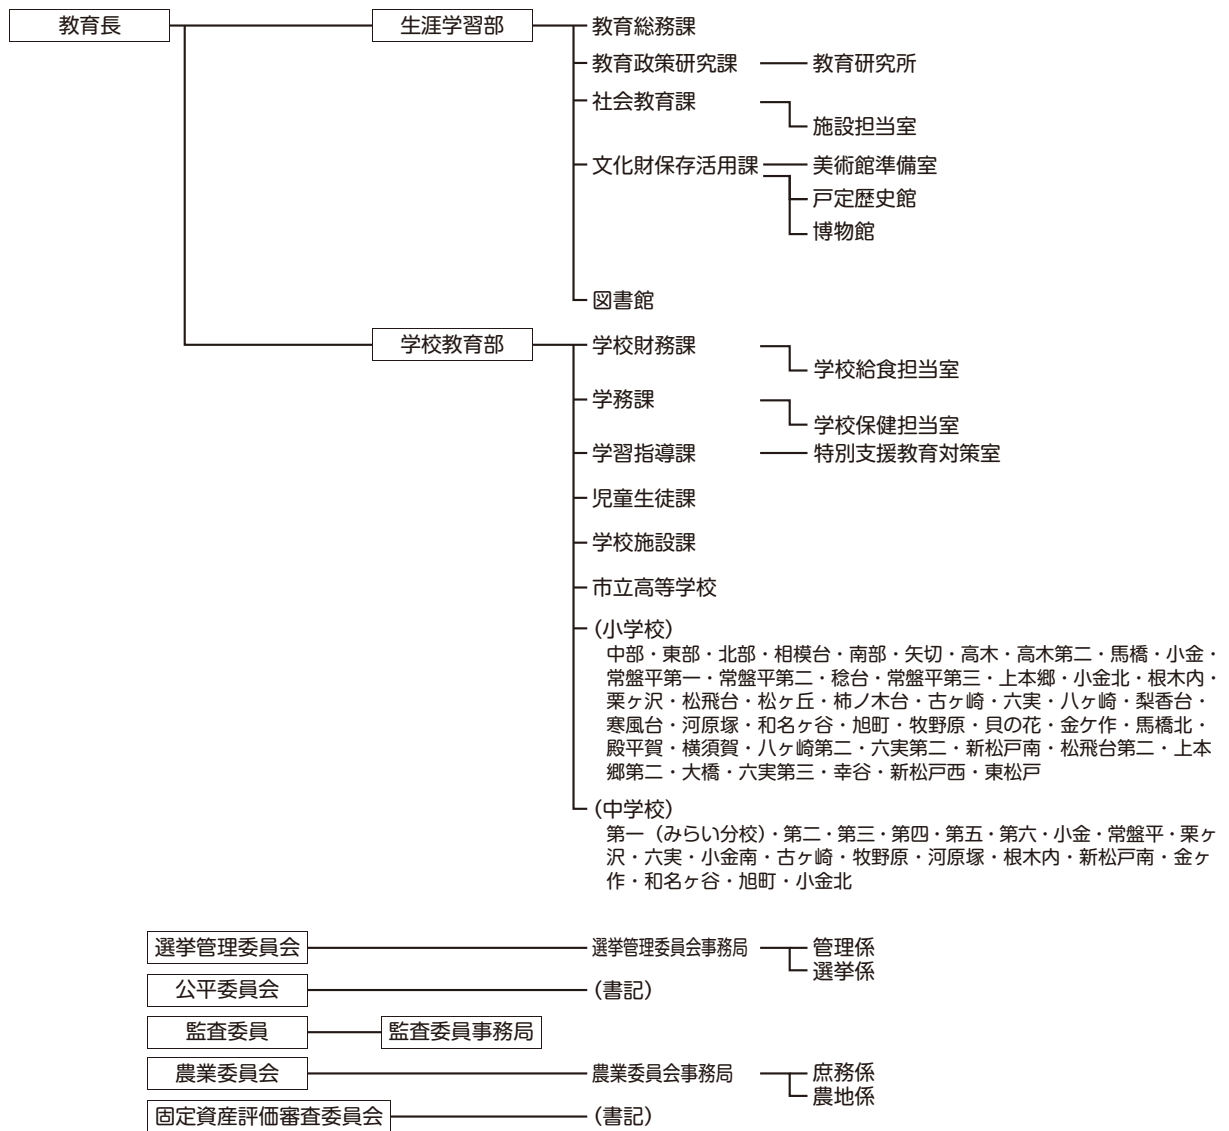 教育長
生涯学習部
教育総務課
教育政策研究課
教育研究所
社会教育課
施設担当室
文化財保存活用課
美術館準備室
戸定歴史館
博物館
図書館
学校教育部
学校財務課
学校給食担当室
学務課
学校保健担当室
学習指導課
特別支援教育対策室
児童生徒課
学校施設課
市立高等学校
(小学校)
中部・東部・北部・相模台・南部・矢切・高木・高木第二・馬橋・小金・
常盤平第一・常盤平第二・稔台・常盤平第三・上本郷・小金北・根木内・
栗ヶ沢・松飛台・松ヶ丘・柿ノ木台・古ヶ崎・六実・八ヶ崎・梨香台・
寒風台・河原塚・和名ヶ谷・旭町・牧野原・貝の花・金ケ作・馬橋北・
殿平賀・横須賀・八ヶ崎第二・六実第二・新松戸南・松飛台第二・上本
郷第二・大橋・六実第三・幸谷・新松戸西・東松戸
(中学校)
第一（みらい分校）・第二・第三・第四・第五・第六・小金・常盤平・栗ヶ
沢・六実・小金南・古ヶ崎・牧野原・河原塚・根木内・新松戸南・金ヶ
作・和名ヶ谷・旭町・小金北
選挙管理委員会
選挙管理委員会事務局
管理係
選挙係
公平委員会
(書記)
監査委員
監査委員事務局
農業委員会
農業委員会事務局
庶務係
農地係
固定資産評価審査委員会
(書記)